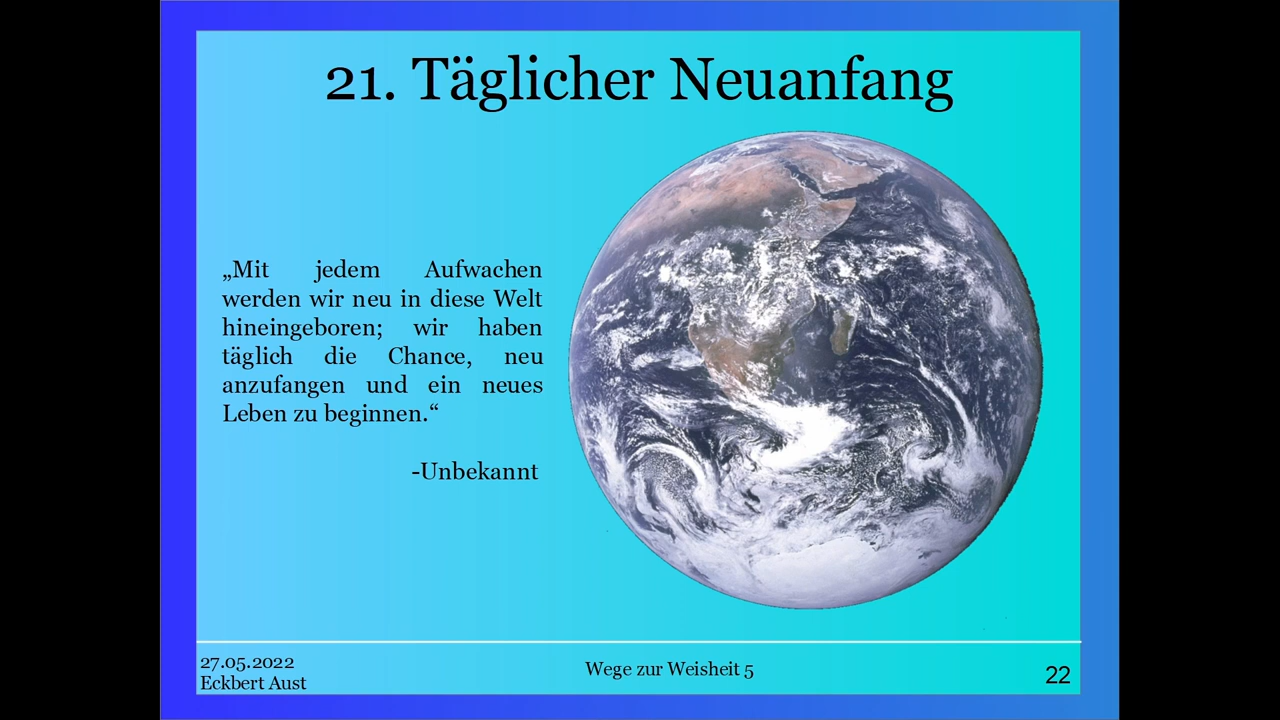 21. Täglicher Neuanfang
„Mit jedem Aufwachen
werden wir neu in diese Welt
hineingeboren; wir haben
täglich die Chance, neu
anzufangen und ein neues
Leben zu beginnen.“
-Unbekannt
27.05.2022
Eckbert Aust
Wege zur Weisheit 5
22